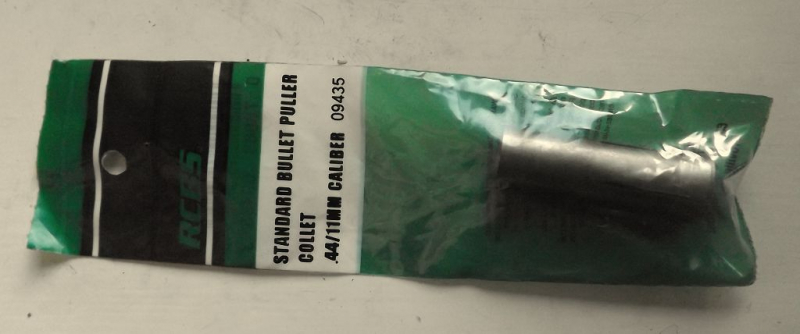 RCBS
STANDARD BULLET PULLER
COLLET
.44/11MM CALIBER 09435